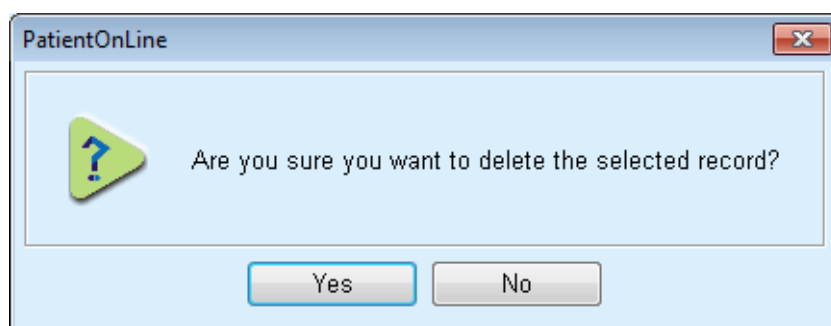 PatientOnLine
Are you sure you want to delete the selected record?
Yes
No